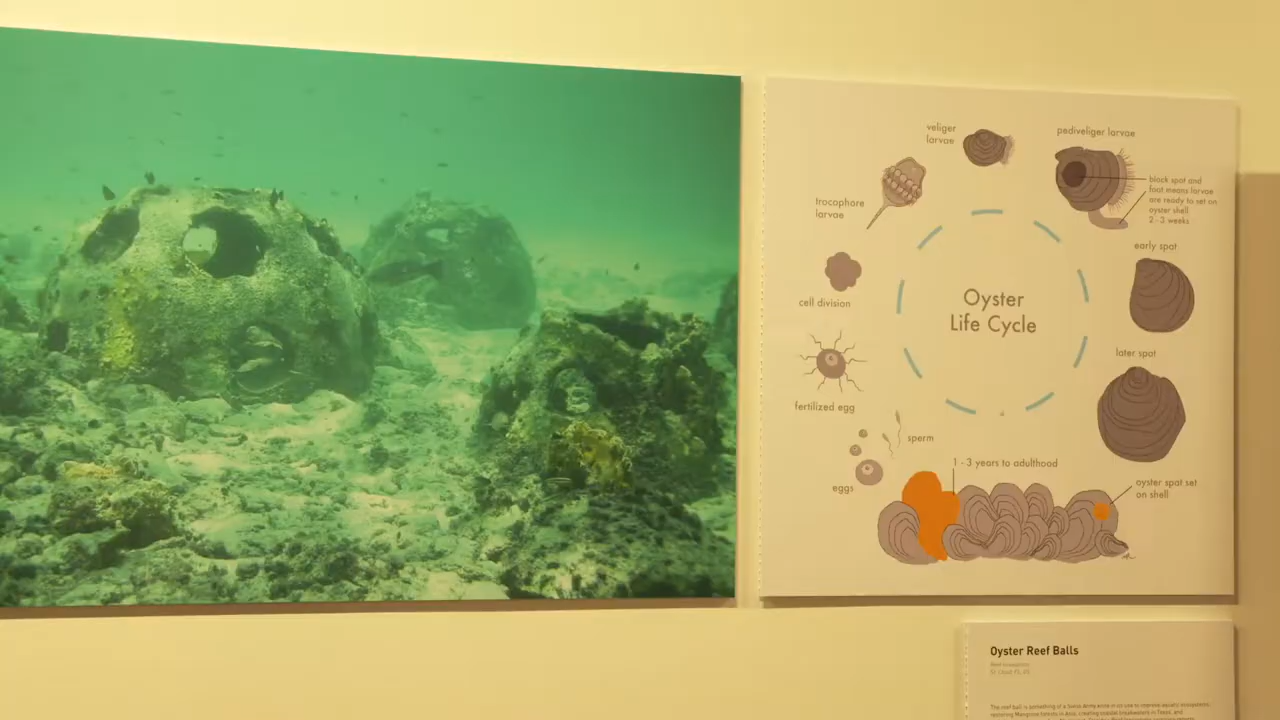 veliger
larvae
pediveliger larvae
trocophore
larvae
black spot and
foot means larvae
are ready to set on
oyster shell
2 - 3 weeks
early spat
cell division
Oyster
Life Cycle
later spat
fertilized egg
sperm
eggs
1 - 3 years to adulthood
oyster spat set
on shell
Oyster Reef Balls
Reef Innovations